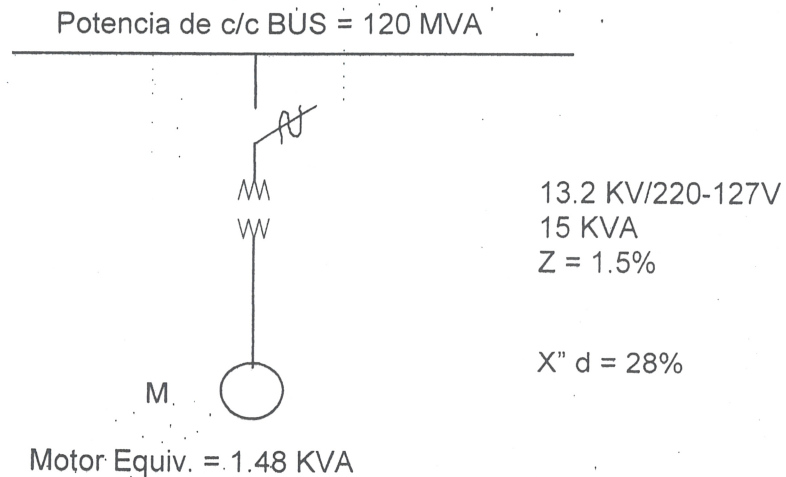 Potencia de c/c BUS = 120 MVA
13.2 KV/220-127V
15 KVA
Z = 1.5%
X” d = 28%
M
Motor Equiv. = 1.48 KVA